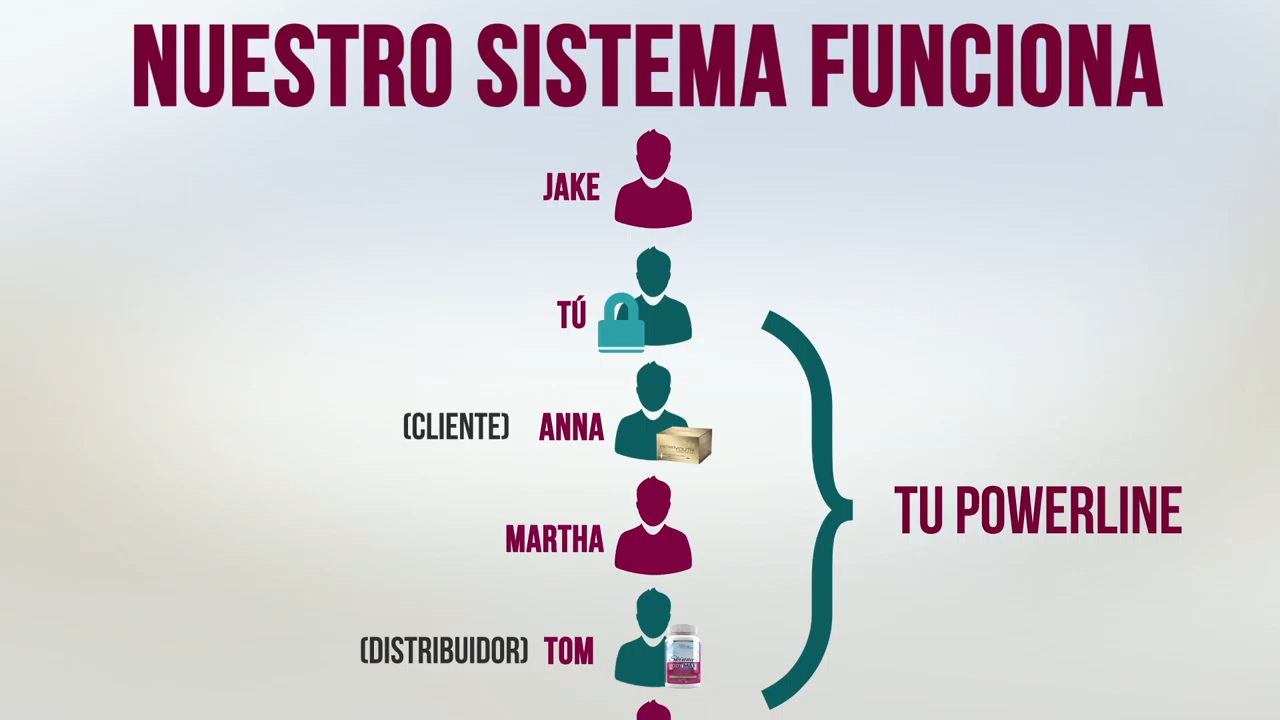 NUESTRO SISTEMA FUNCIONA
JAKE
TÚ
(CLIENTE) ANNA
MARTHA
TU POWERLINE
(DISTRIBUIDOR) TOM